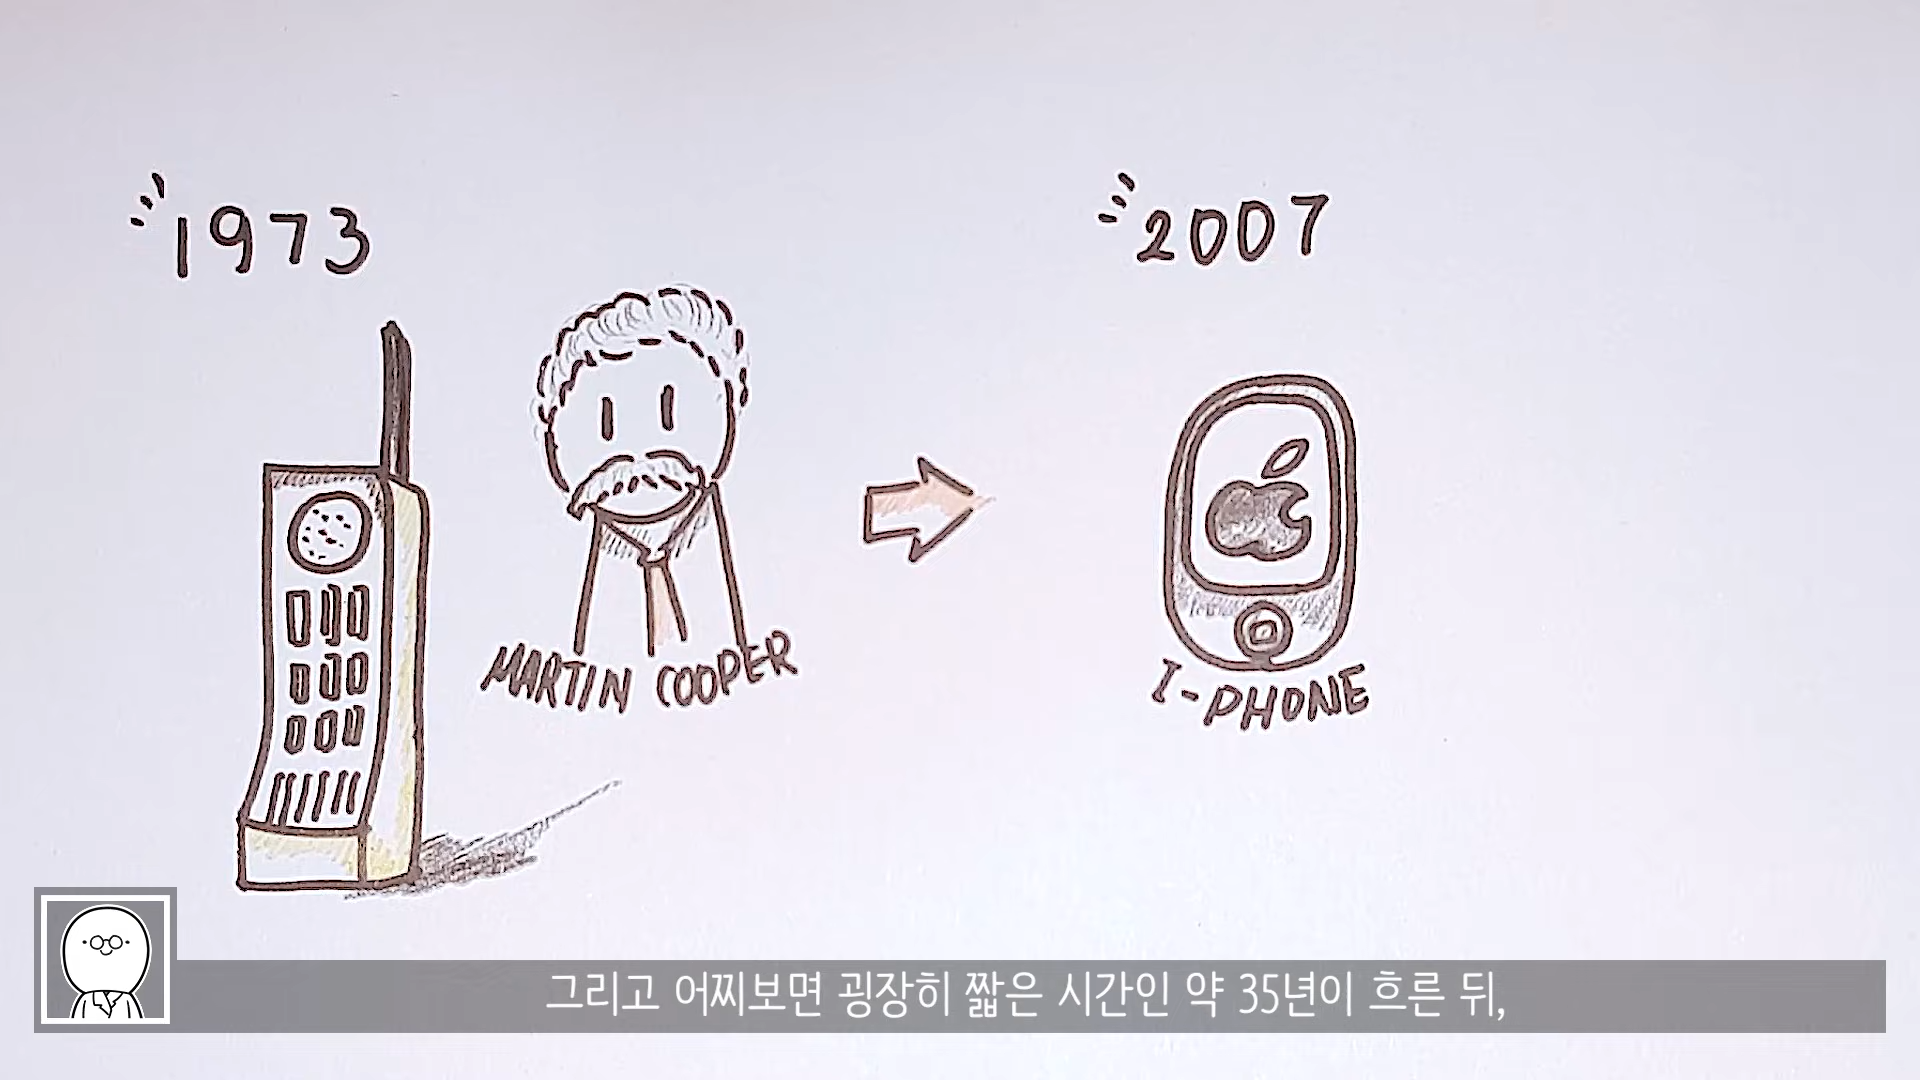 1973
2007
MARTIN COOPER
I-PHONE
그리고 어찌보면 굉장히 짧은 시간인 약 35년이 흐른 뒤,